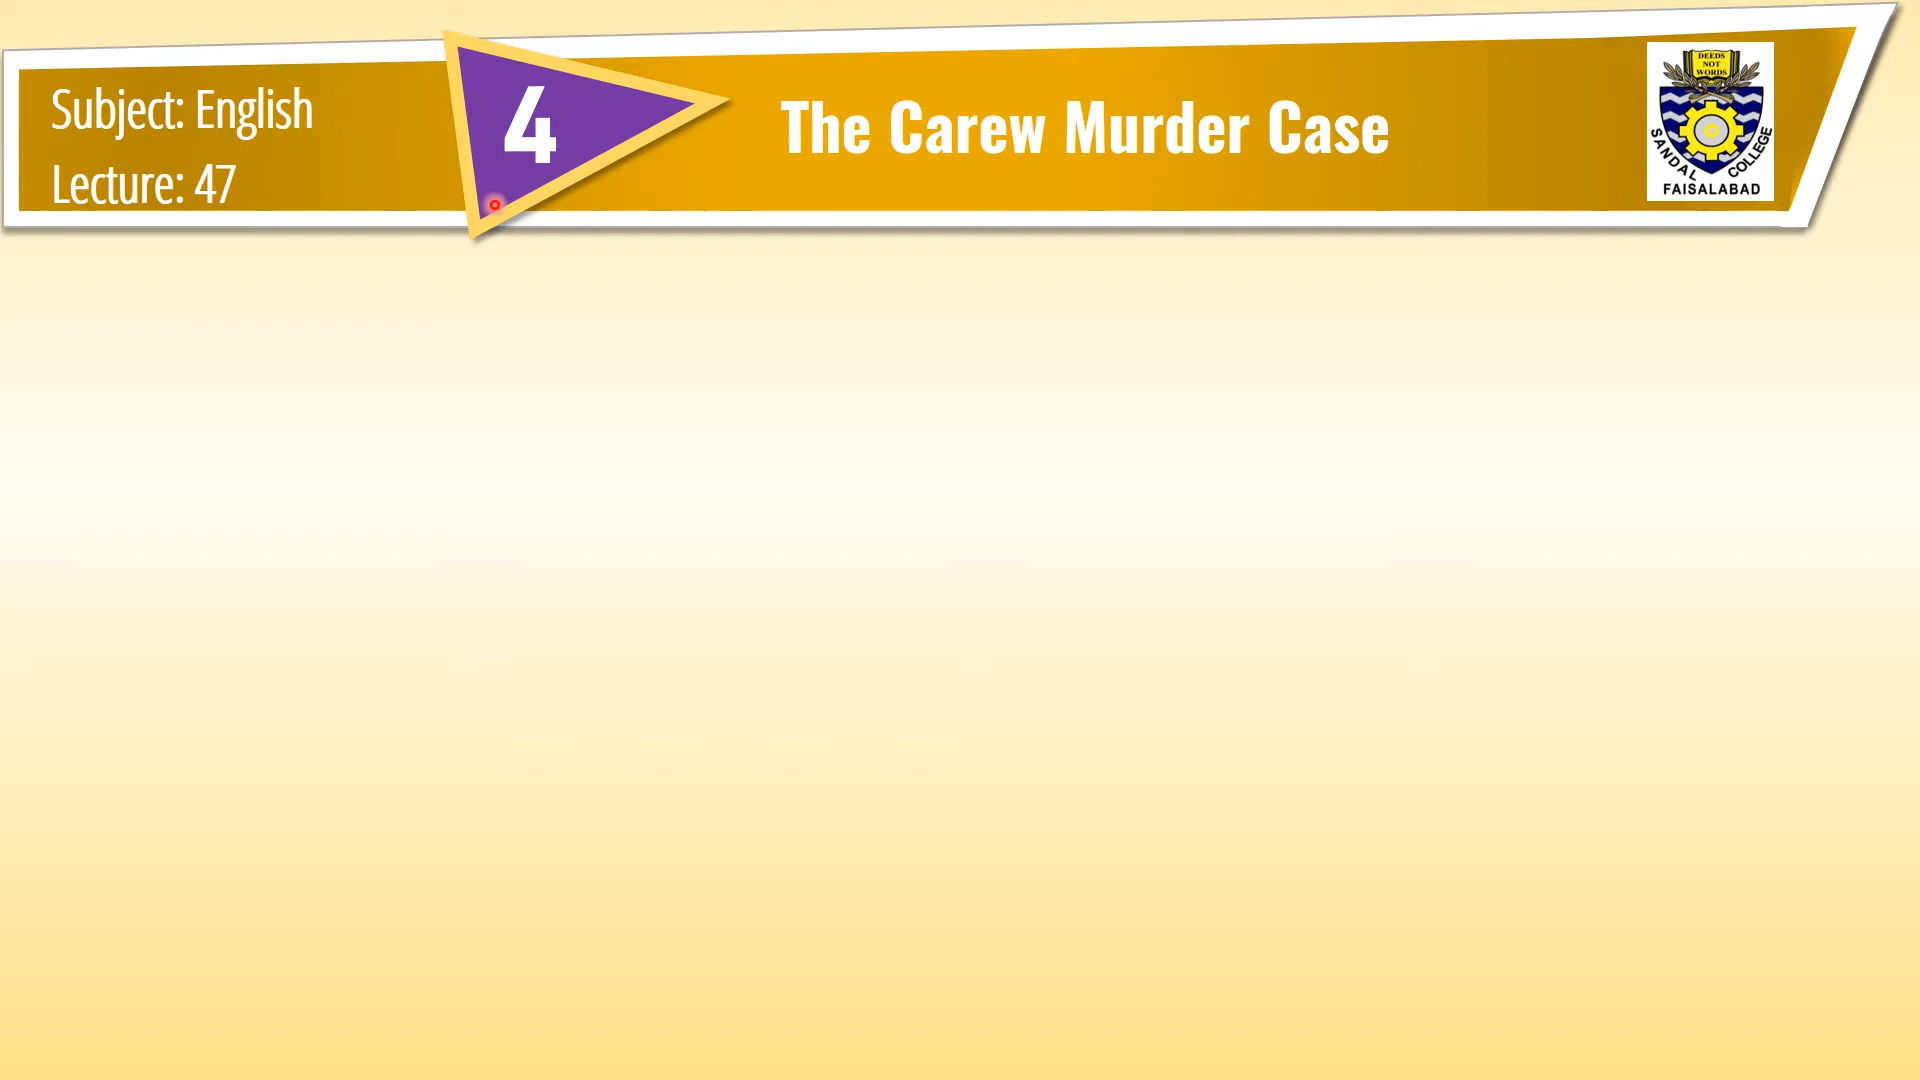 Subject: English
Lecture: 47
4
The Carew Murder Case
DEEDS
NOT
WORDS
SANDAL COLLEGE
FAISALABAD